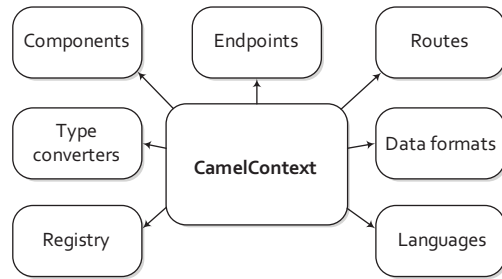 Components
Endpoints
Routes
Type
converters
CamelContext
Data formats
Registry
Languages